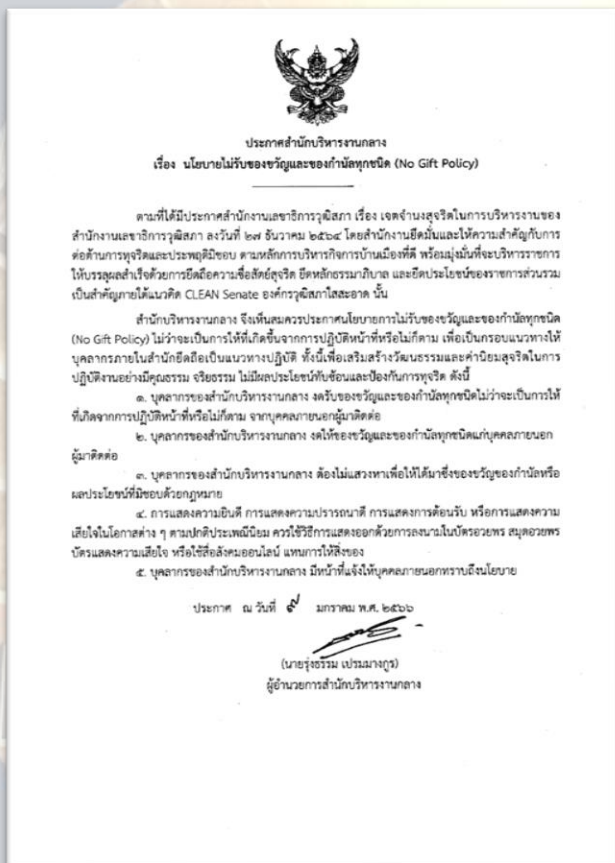 ประกาศสำนักบริหารงานกลาง
เรื่อง นโยบายไม่รับของขวัญและของกำนัลทุกชนิด (No Gift Policy)
ตามที่ได้มีประกาศสำนักงานเลขาธิการวุฒิสภา เรื่อง เจตจำนงสุจริตในการบริหารงานของ
สำนักงานเลขาธิการวุฒิสภา ลงวันที่ ๒๗ ธันวาคม ๒๕๖๔ โดยสำนักงานยึดมั่นและให้ความสำคัญกับการ
ต่อต้านการทุจริตและประพฤติมิชอบ ตามหลักการบริหารกิจการบ้านเมืองที่ดี พร้อมมุ่งมั่นที่จะบริหารราชการ
ให้บรรลุผลสำเร็จด้วยการยึดถือความซื่อสัตย์สุจริต ยึดหลักธรรมาภิบาล และยึดประโยชน์ของราชการส่วนรวม
เป็นสำคัญภายใต้แนวคิด CLEAN Senate องค์กรวุฒิสภาใสสะอาด นั้น
สำนักบริหารงานกลาง จึงเห็นสมควรประกาศนโยบายการไม่รับของขวัญและของกำนัลทุกชนิด
(No Gift Policy) ไม่ว่าจะเป็นการให้ที่เกิดขึ้นจากการปฏิบัติหน้าที่หรือไม่ก็ตาม เพื่อเป็นกรอบแนวทางให้
บุคลากรภายในสำนักยึดถือเป็นแนวทางปฏิบัติ ทั้งนี้เพื่อเสริมสร้างวัฒนธรรมและค่านิยมสุจริตในการ
ปฏิบัติงานอย่างมีคุณธรรม จริยธรรม ไม่มีผลประโยชน์ทับซ้อนและป้องกันการทุจริต ดังนี้
๑. บุคลากรของสำนักบริหารงานกลาง งดรับของขวัญและของกำนัลทุกชนิดไม่ว่าจะเป็นการให้
ที่เกิดจากการปฏิบัติหน้าที่หรือไม่ก็ตาม จากบุคคลภายนอกผู้มาติดต่อ
๒. บุคลากรของสำนักบริหารงานกลาง งดให้ของขวัญและของกำนัลทุกชนิดแก่บุคคลภายนอก
ผู้มาติดต่อ
๓. บุคลากรของสำนักบริหารงานกลาง ต้องไม่แสวงหาเพื่อให้ได้มาซึ่งของขวัญของกำนัลหรือ
ผลประโยชน์ที่มิชอบด้วยกฎหมาย
๔. การแสดงความยินดี การแสดงความปรารถนาดี การแสดงการต้อนรับ หรือการแสดงความ
เสียใจในโอกาสต่าง ๆ ตามปกติประเพณีนิยม ควรใช้วิธีการแสดงออกด้วยการลงนามในบัตรอวยพร สมุดอวยพร
บัตรแสดงความเสียใจ หรือใช้สื่อสังคมออนไลน์ แทนการให้สิ่งของ
๕. บุคลากรของสำนักบริหารงานกลาง มีหน้าที่แจ้งให้บุคคลภายนอกทราบถึงนโยบาย
ประกาศ ณ วันที่ ๙ มกราคม พ.ศ. ๒๕๖๖
(นายรุ่งธรรม เปรมมางกูร)
ผู้อำนวยการสำนักบริหารงานกลาง